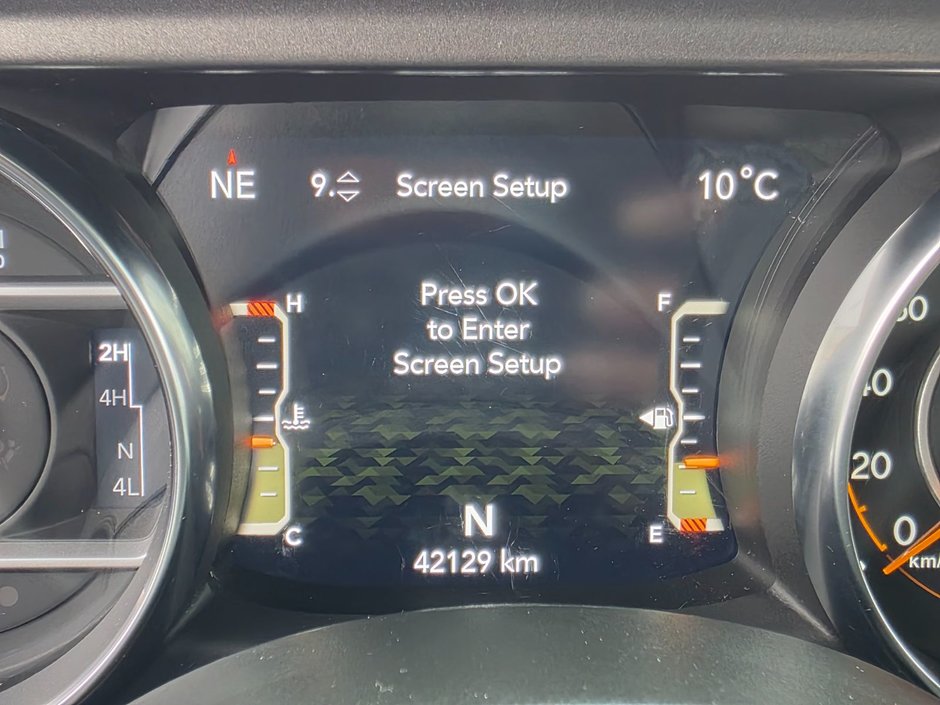 NE 9. Screen Setup 10°C
Press OK
to Enter
Screen Setup
H
C
F
E
2H
4H
N
4L
N
42129 km
40
20
0